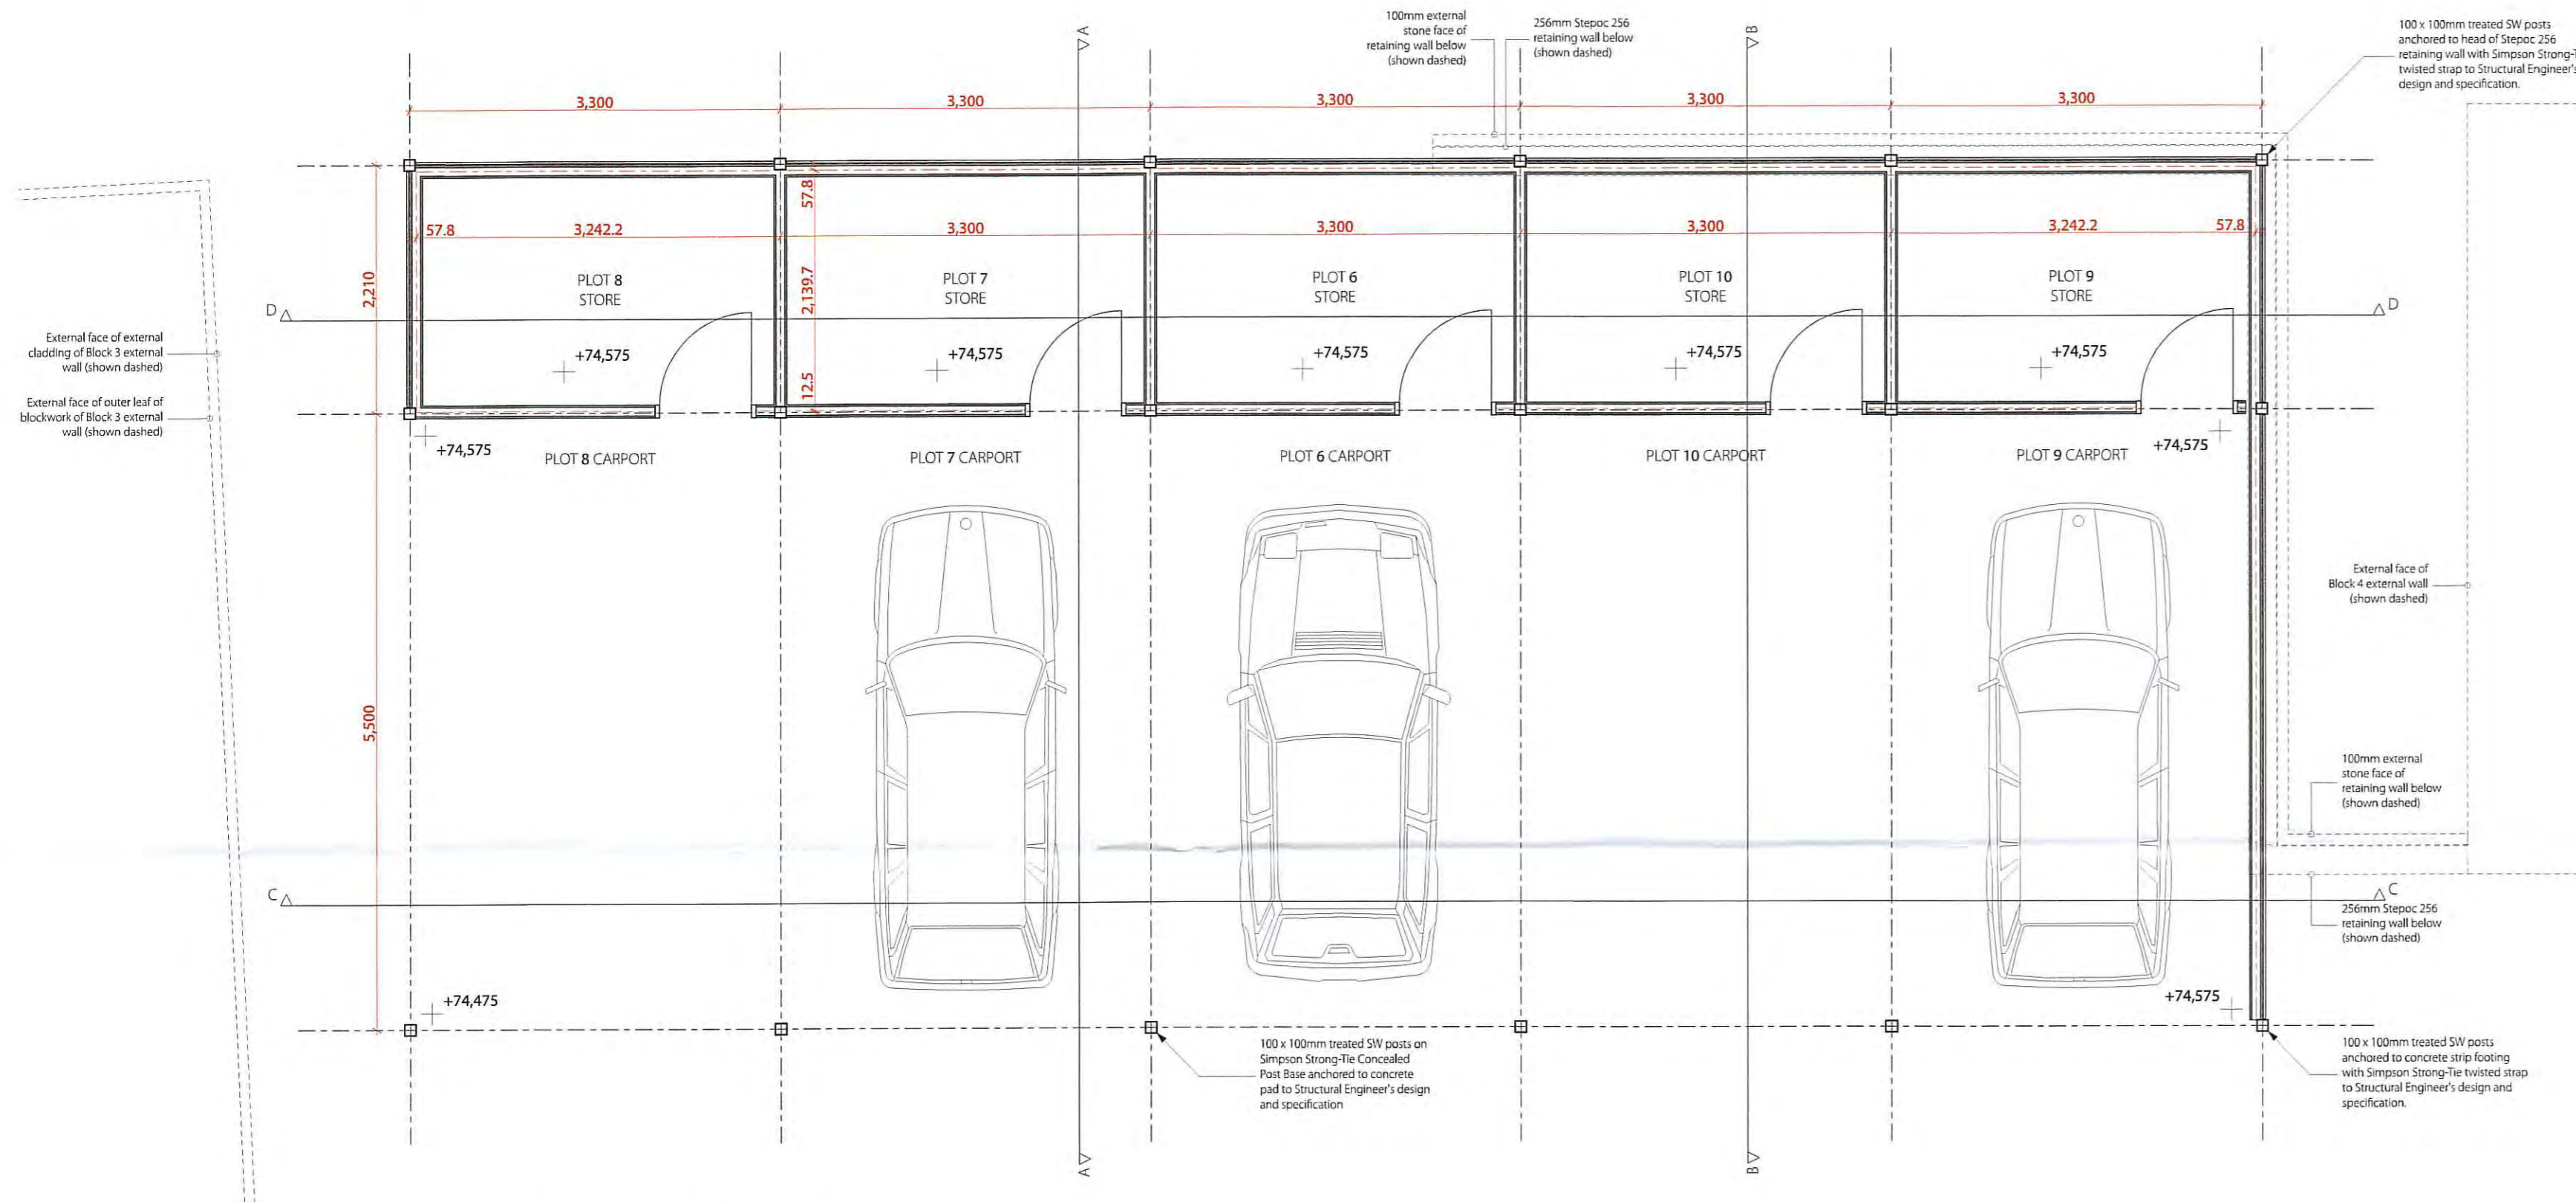 A
B
100mm external
stone face of
retaining wall below
(shown dashed)
256mm Stepoc 256
retaining wall below
(shown dashed)
100 x 100mm treated SW posts
anchored to head of Stepoc 256
retaining wall with Simpson Strong-T
twisted strap to Structural Engineer's
design and specification.
3,300
3,300
3,300
3,300
3,300
57.8
57.8
3,242.2
3,300
3,300
3,300
3,242.2
57.8
2,210
2,139.7
12.5
PLOT 8
STORE
PLOT 7
STORE
PLOT 6
STORE
PLOT 10
STORE
PLOT 9
STORE
D
D
External face of external
cladding of Block 3 external
wall (shown dashed)
External face of outer leaf of
blockwork of Block 3 external
wall (shown dashed)
+74,575
+74,575
+74,575
+74,575
+74,575
+74,575
+74,575
PLOT 8 CARPORT
PLOT 7 CARPORT
PLOT 6 CARPORT
PLOT 10 CARPORT
PLOT 9 CARPORT
External face of
Block 4 external wall
(shown dashed)
5,500
100mm external
stone face of
retaining wall below
(shown dashed)
C
C
256mm Stepoc 256
retaining wall below
(shown dashed)
+74,475
+74,575
100 x 100mm treated SW posts on
Simpson Strong-Tie Concealed
Post Base anchored to concrete
pad to Structural Engineer's design
and specification
100 x 100mm treated SW posts
anchored to concrete strip footing
with Simpson Strong-Tie twisted strap
to Structural Engineer's design and
specification.
A
B